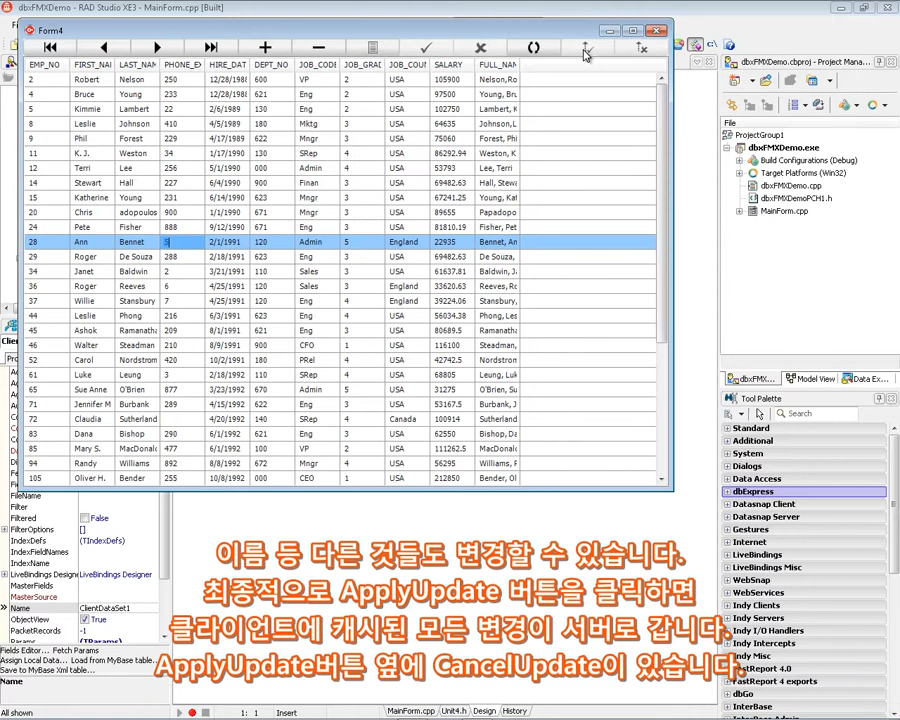 dbxFMXDemo - RAD Studio XE3 - MainForm.cpp [Built]
Form4
EMP_NO FIRST_NAI LAST_NAM PHONE_EX HIRE_DATE DEPT_NO JOB_CODE JOB_GRAD JOB_COUN SALARY FULL_NAM
2 Robert Nelson 250 12/28/1988 600 VP 2 USA 105900 Nelson, Ro
4 Bruce Young 233 12/28/1988 621 Eng 2 USA 97500 Young, Bru
5 Kimmie Lambert 22 2/6/1989 130 Eng 2 USA 102750 Lambert, K
8 Leslie Johnson 410 4/5/1989 180 Mktg 3 USA 64635 Johnson, L
9 Phil Forest 229 4/17/1989 622 Mngr 3 USA 75060 Forest, Phi
11 K. J. Weston 34 1/17/1990 130 SRep 4 USA 86292.94 Weston, K
12 Terri Lee 256 5/1/1990 000 Admin 4 USA 53793 Lee, Terri
14 Stewart Hall 227 6/4/1990 900 Finan 3 USA 69482.63 Hall, Stewa
15 Katherine Young 231 6/14/1990 623 Mngr 3 USA 67241.25 Young, Kat
20 Chris adopoulos 900 1/1/1990 671 Mngr 3 USA 89655 Papadopo
24 Pete Fisher 888 9/12/1990 671 Eng 3 USA 81810.19 Fisher, Pet
28 Ann Bennet 5 2/1/1991 120 Admin 5 England 22935 Bennet, An
29 Roger De Souza 288 2/18/1991 623 Eng 3 USA 69482.63 De Souza,
34 Janet Baldwin 2 3/21/1991 110 Sales 3 USA 61637.81 Baldwin, J
36 Roger Reeves 6 4/25/1991 120 Sales 3 England 33620.63 Reeves, Ro
37 Willie Stansbury 7 4/25/1991 120 Eng 4 England 39224.06 Stansbury,
44 Leslie Phong 216 6/3/1991 623 Eng 4 USA 56034.38 Phong, Les
45 Ashok Ramanatha 209 8/1/1991 621 Eng 3 USA 80689.5 Ramanath
46 Walter Steadman 210 8/9/1991 900 CFO 1 USA 116100 Steadman,
52 Carol Nordstrom 420 10/2/1991 180 PRel 4 USA 42742.5 Nordstrom
61 Luke Leung 3 2/18/1992 110 SRep 4 USA 68805 Leung, Luk
65 Sue Anne O'Brien 877 3/23/1992 670 Admin 5 USA 31275 O'Brien, Su
71 Jennifer M Burbank 289 4/15/1992 622 Eng 3 USA 53167.5 Burbank, J
72 Claudia Sutherland 4/20/1992 140 SRep 4 Canada 100914 Sutherland
83 Dana Bishop 290 6/1/1992 621 Eng 3 USA 62550 Bishop, Da
85 Mary S. MacDonald 477 6/1/1992 100 VP 2 USA 111262.5 MacDonald
94 Randy Williams 892 8/8/1992 672 Mngr 4 USA 56295 Williams, R
105 Oliver H. Bender 255 10/8/1992 000 CEO 1 USA 212850 Bender, Ol
dbxFMXDemo.cbproj - Project Mana...
File
ProjectGroup1
dbxFMXDemo.exe
Build Configurations (Debug)
Target Platforms (Win32)
dbxFMXDemo.cpp
dbxFMXDemoPCH1.h
MainForm.cpp
dbxFMX... Model View Data Ex...
Tool Palette
Search
Standard
Additional
System
Dialogs
Data Access
dbExpress
Datasnap Client
Datasnap Server
Gestures
Internet
LiveBindings
LiveBindings Misc
WebSnap
WebServices
Indy Clients
Indy Servers
Indy I/O Handlers
Indy Intercepts
Indy Misc
FastReport 4.0
FastReport 4 exports
dbGo
InterBase
FileName
Filter
Filtered False
FilterOptions []
IndexDefs (TIndexDefs)
IndexFieldNames
IndexName
LiveBindings Designer LiveBindings Designer
MasterFields
MasterSource
Name ClientDataSet1
ObjectView True
PacketRecords -1
Params (TParams)
Fields Editor... Fetch Params
Assign Local Data... Load from MyBase table...
Save to MyBase Xml table...
Name
1: 1 Insert MainForm.cpp Unit4.h Design History
이름 등 다른 것들도 변경할 수 있습니다.
최종적으로 ApplyUpdate 버튼을 클릭하면
클라이언트에 캐시된 모든 변경이 서버로 갑니다.
ApplyUpdate버튼 옆에 CancelUpdate이 있습니다.